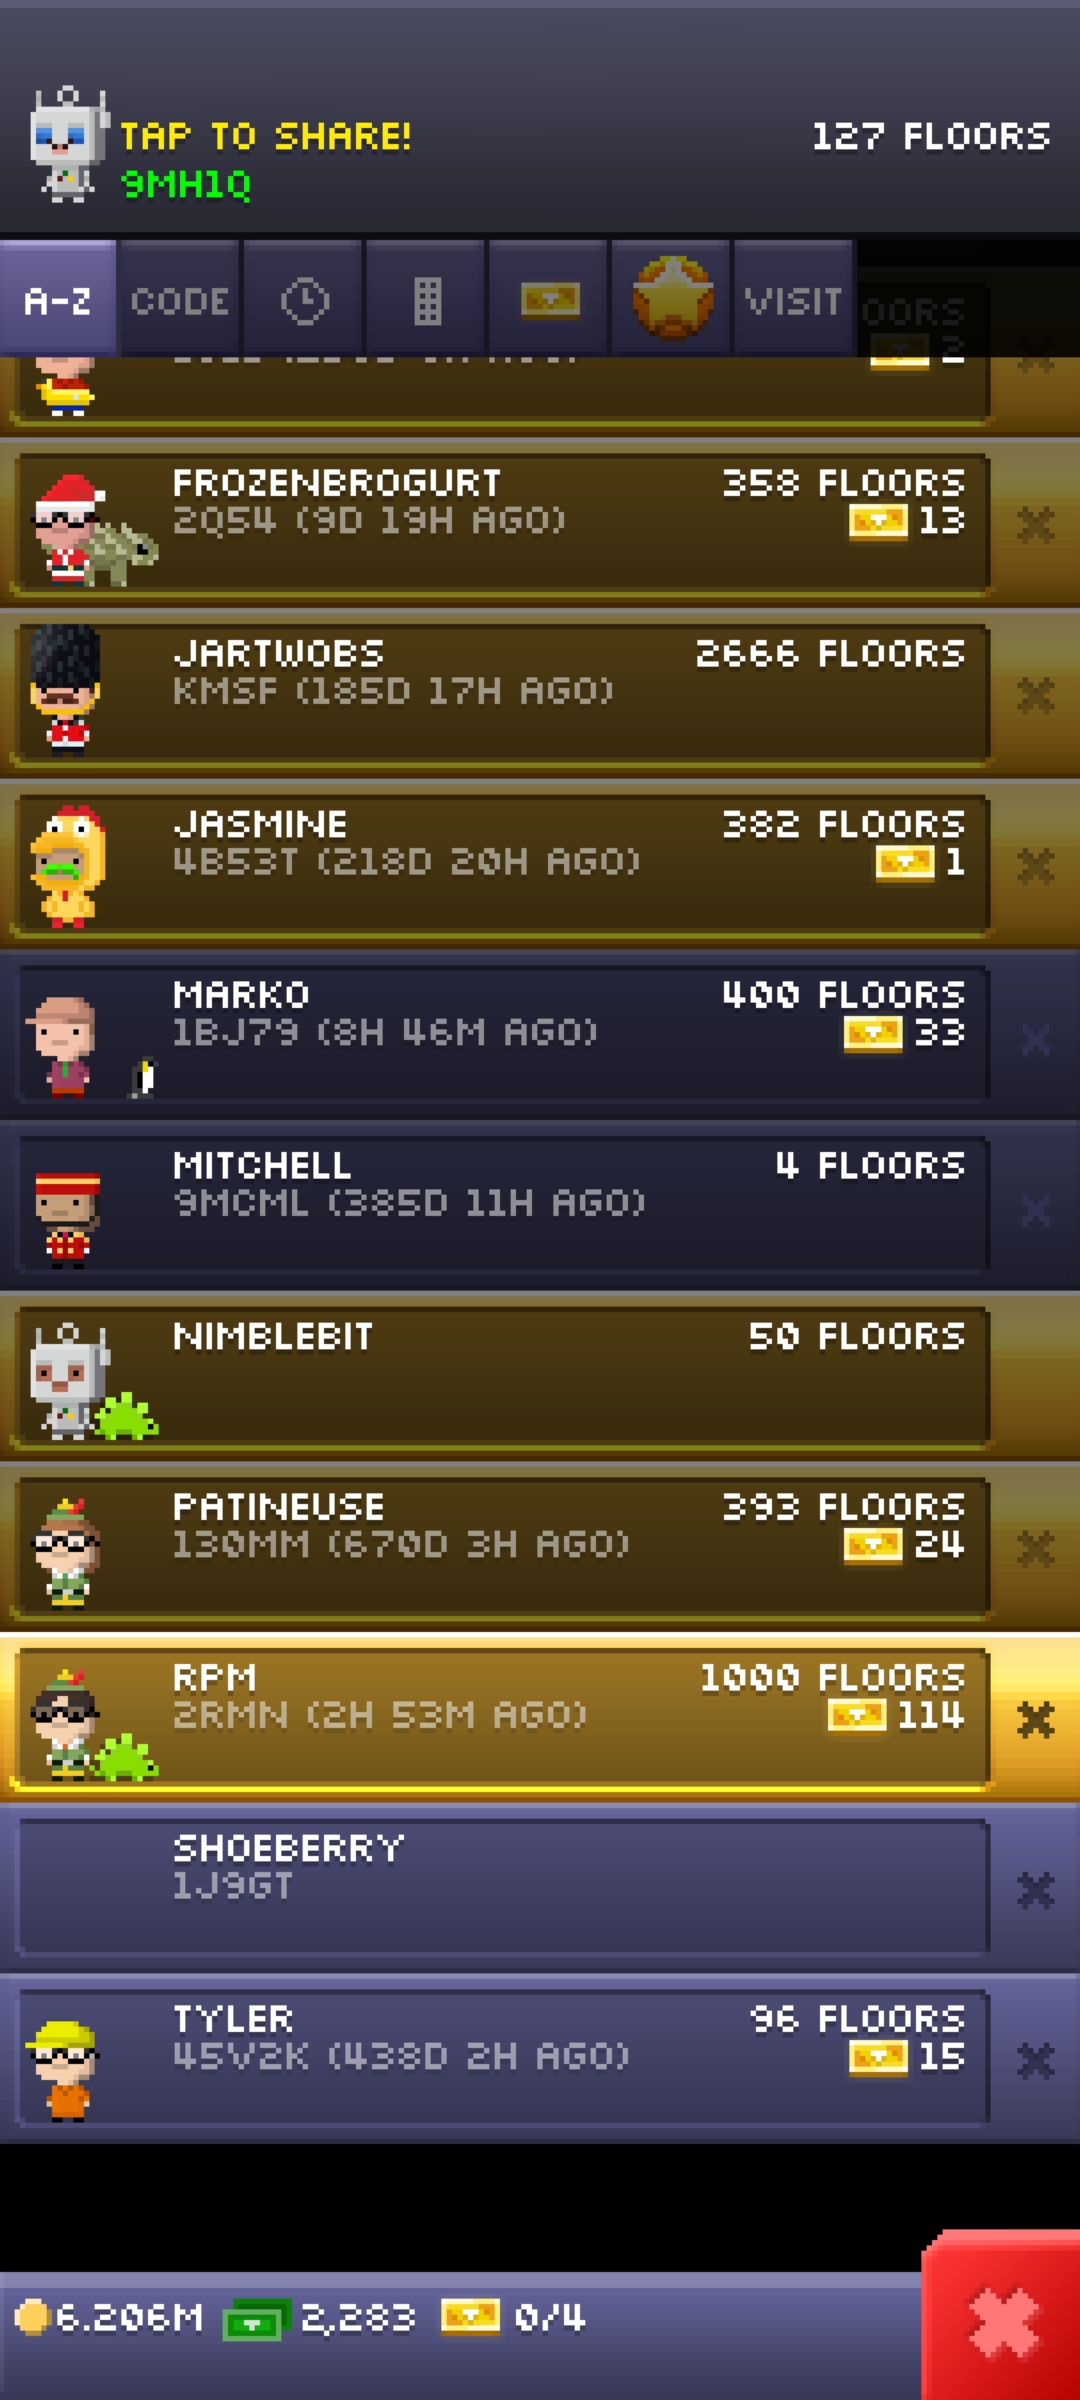 TAP TO SHARE!
127 FLOORS
9MH1Q
A-Z
CODE
VISIT
2
FROZENBROGURT
358 FLOORS
2Q54 (9D 19H AGO)
13
JARTWOBS
2666 FLOORS
KMSF (185D 17H AGO)
JASMINE
382 FLOORS
4B53T (218D 20H AGO)
1
MARKO
400 FLOORS
1BJ79 (8H 46M AGO)
33
MITCHELL
4 FLOORS
9MCML (385D 11H AGO)
NIMBLEBIT
50 FLOORS
PATINEUSE
393 FLOORS
130MM (670D 3H AGO)
24
RPM
1000 FLOORS
2RMN (2H 53M AGO)
114
SHOEBERRY
1J9GT
TYLER
96 FLOORS
45V2K (438D 2H AGO)
15
6.206M 2,283 0/4